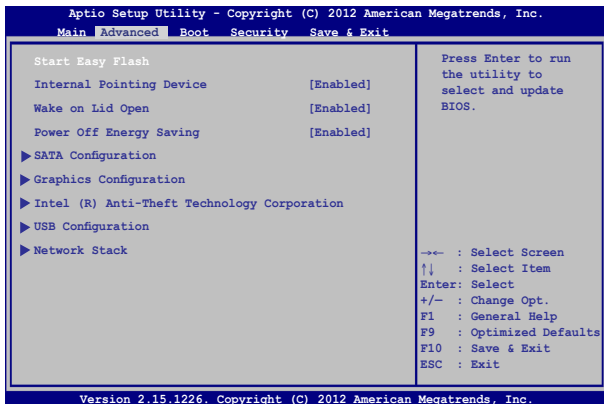 Aptio Setup Utility - Copyright (C) 2012 American Megatrends, Inc.
Main Advanced Boot Security Save & Exit
Start Easy Flash
Internal Pointing Device [Enabled]
Wake on Lid Open [Enabled]
Power Off Energy Saving [Enabled]
SATA Configuration
Graphics Configuration
Intel (R) Anti-Theft Technology Corporation
USB Configuration
Network Stack
Press Enter to run
the utility to
select and update
BIOS.
→← : Select Screen
↑↓ : Select Item
Enter: Select
+/— : Change Opt.
F1 : General Help
F9 : Optimized Defaults
F10 : Save & Exit
ESC : Exit
Version 2.15.1226. Copyright (C) 2012 American Megatrends, Inc.